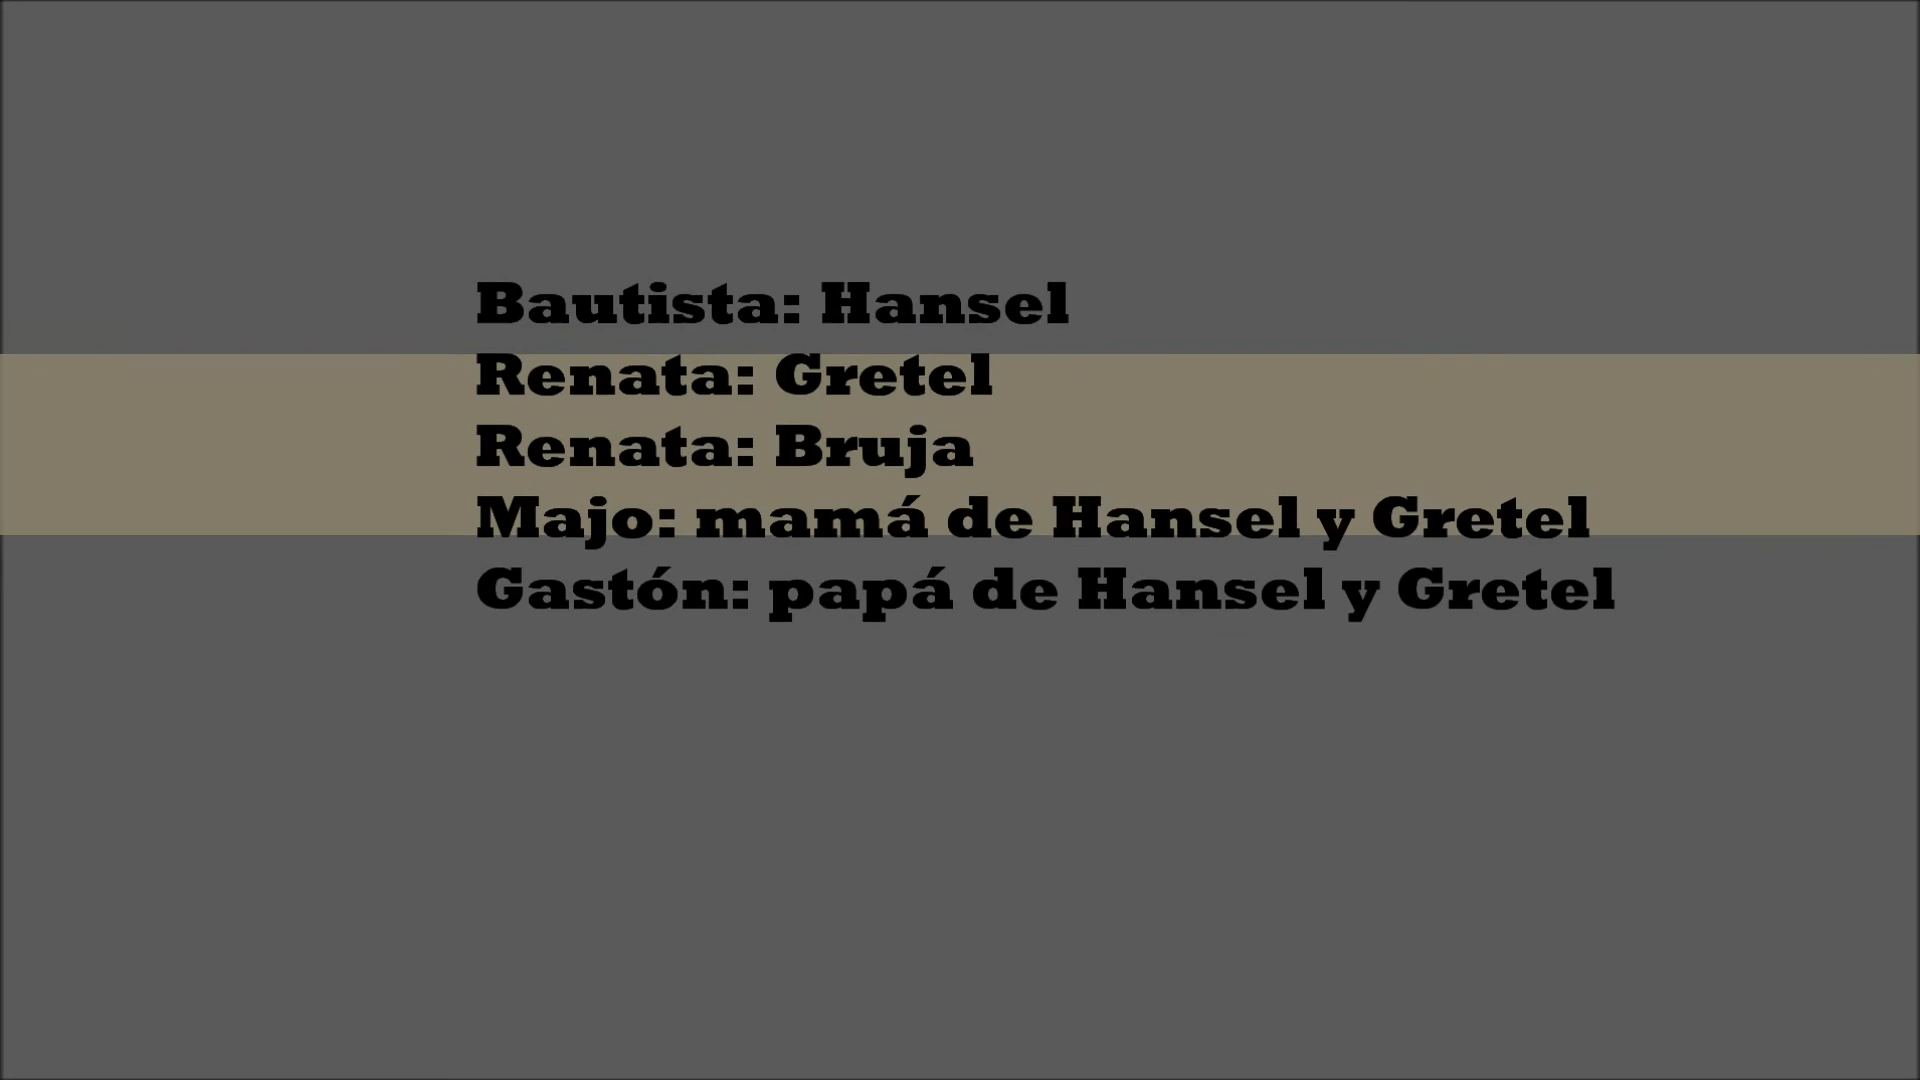 Bautista: Hansel
Renata: Gretel
Renata: Bruja
Majo: mamá de Hansel y Gretel
Gastón: papá de Hansel y Gretel